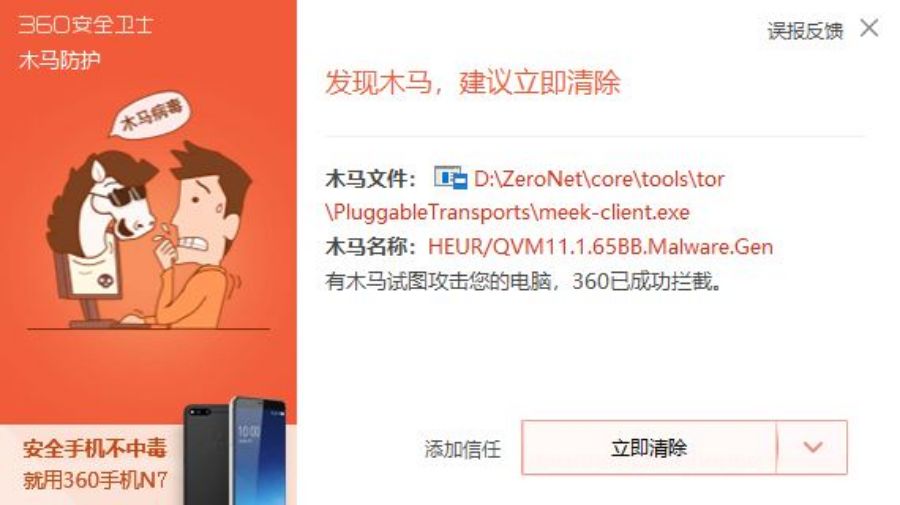 360安全卫士
木马防护
误报反馈
发现木马，建议立即清除
木马病毒
木马文件： D:\ZeroNet\core\tools\tor
\PluggableTransports\meek-client.exe
木马名称： HEUR/QVM11.1.65BB.Malware.Gen
有木马试图攻击您的电脑，360已成功拦截。
安全手机不中毒
就用360手机N7
10:00
添加信任
立即清除